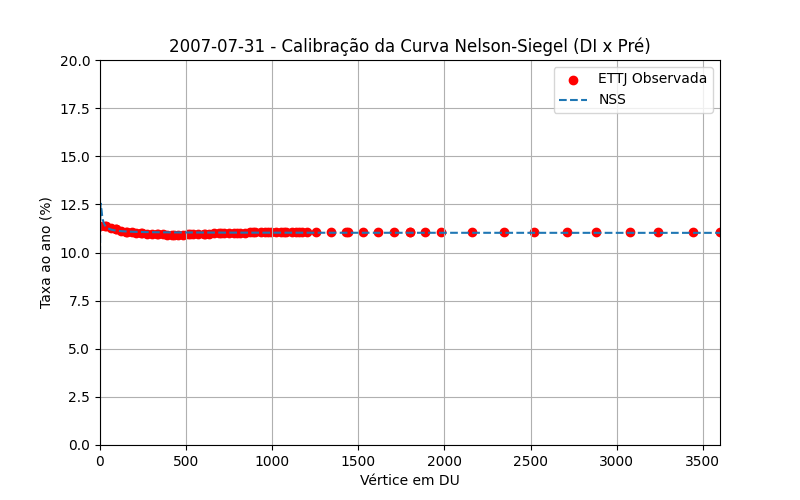 2007-07-31 - Calibração da Curva Nelson-Siegel (DI x Pré)
ETTJ Observada
NSS
Taxa ao ano (%)
20.0
17.5
15.0
12.5
10.0
7.5
5.0
2.5
0.0
0 500 1000 1500 2000 2500 3000 3500
Vértice em DU